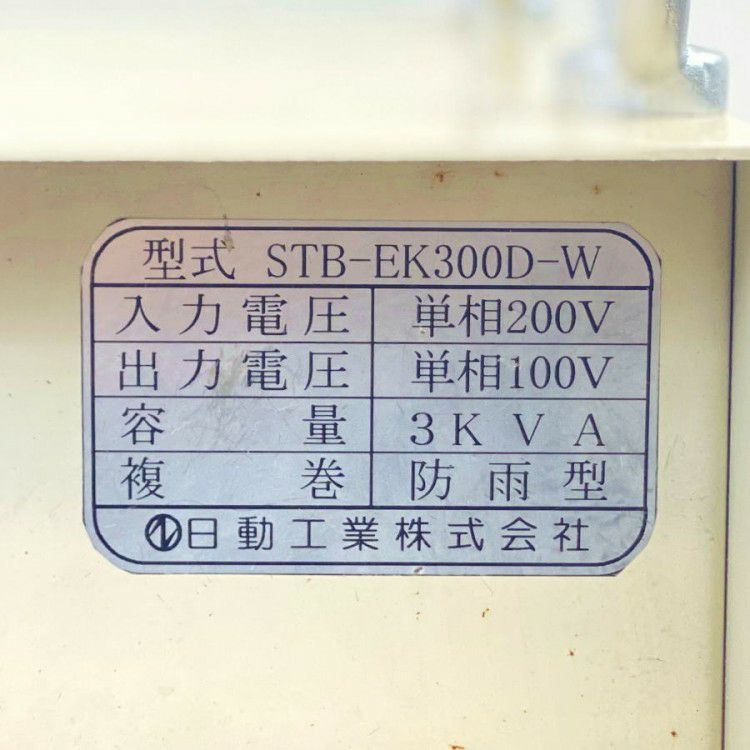 型式 STB-EK300D-W
入力電圧 単相200V
出力電圧 単相100V
容量 3KVA
複巻 防雨型
日動工業株式会社